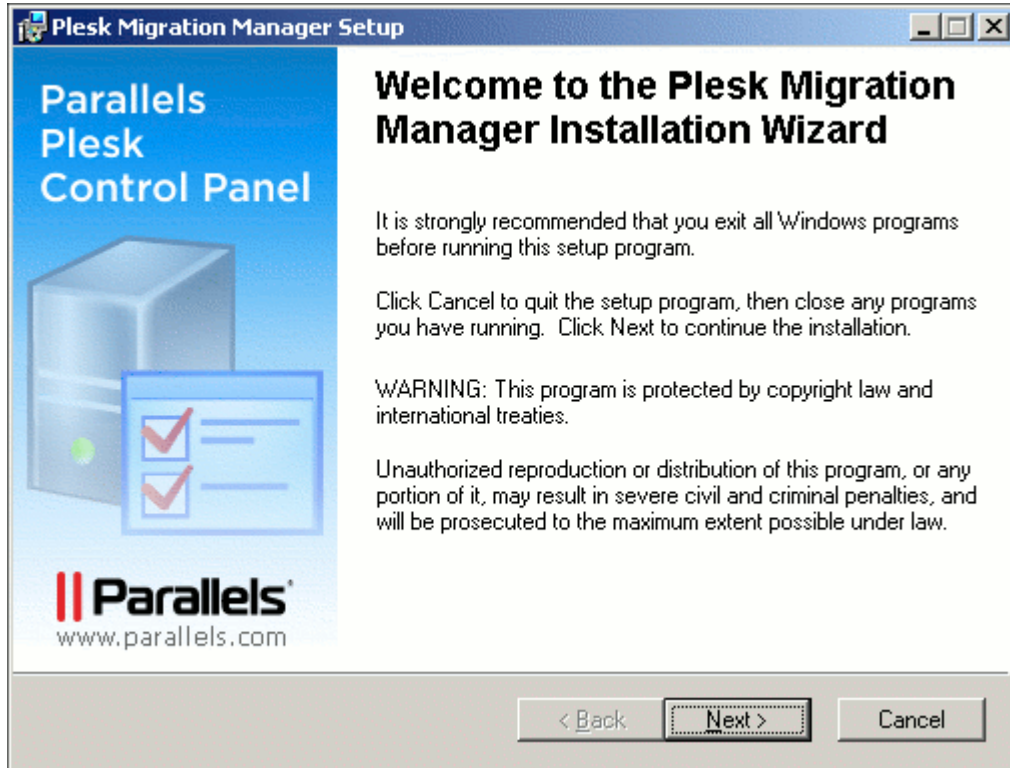 Plesk Migration Manager Setup
Parallels
Plesk
Control Panel
|| Parallels®
www.parallels.com
Welcome to the Plesk Migration
Manager Installation Wizard
It is strongly recommended that you exit all Windows programs
before running this setup program.
Click Cancel to quit the setup program, then close any programs
you have running.  Click Next to continue the installation.
WARNING: This program is protected by copyright law and
international treaties.
Unauthorized reproduction or distribution of this program, or any
portion of it, may result in severe civil and criminal penalties, and
will be prosecuted to the maximum extent possible under law.
< Back
Next >
Cancel